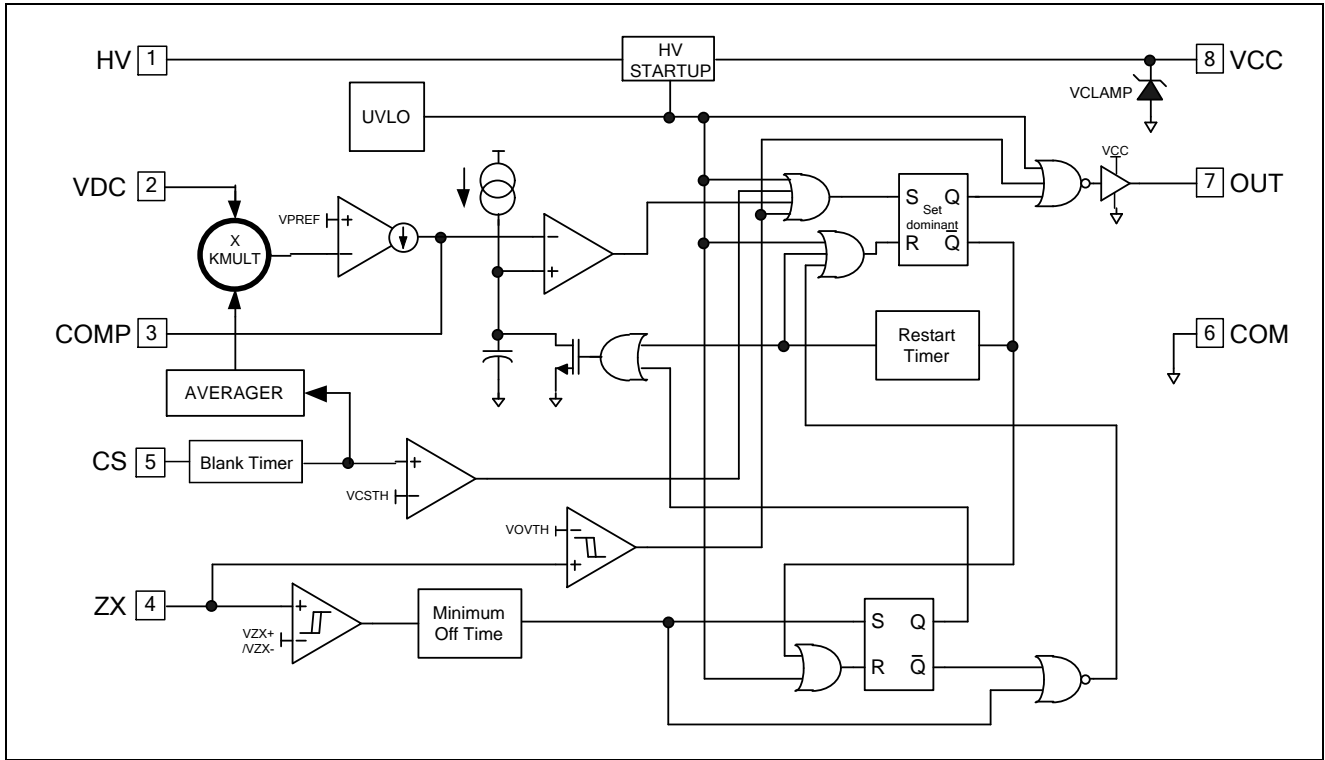 HV 1
HV
STARTUP
8 VCC
VCLAMP
UVLO
VDC 2
VPREF
+
−
X
KMULT
−
+
S Q
Set
dominant
R Q̅
VCC
7 OUT
COMP 3
Restart
Timer
6 COM
AVERAGER
CS 5
Blank Timer
+
VCSTH
−
VOVTH
−
+
ZX 4
+
VZX+
/VZX-
−
Minimum
Off Time
S Q
R Q̅